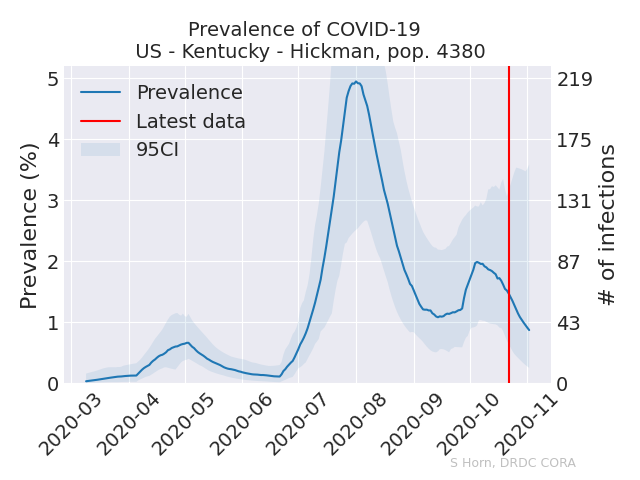 Prevalence of COVID-19
US - Kentucky - Hickman, pop. 4380
Prevalence
Latest data
95CI
Prevalence (%)
5
4
3
2
1
0
219
175
131
87
43
0
# of infections
2020-03
2020-04
2020-05
2020-06
2020-07
2020-08
2020-09
2020-10
2020-11
S Horn, DRDC CORA